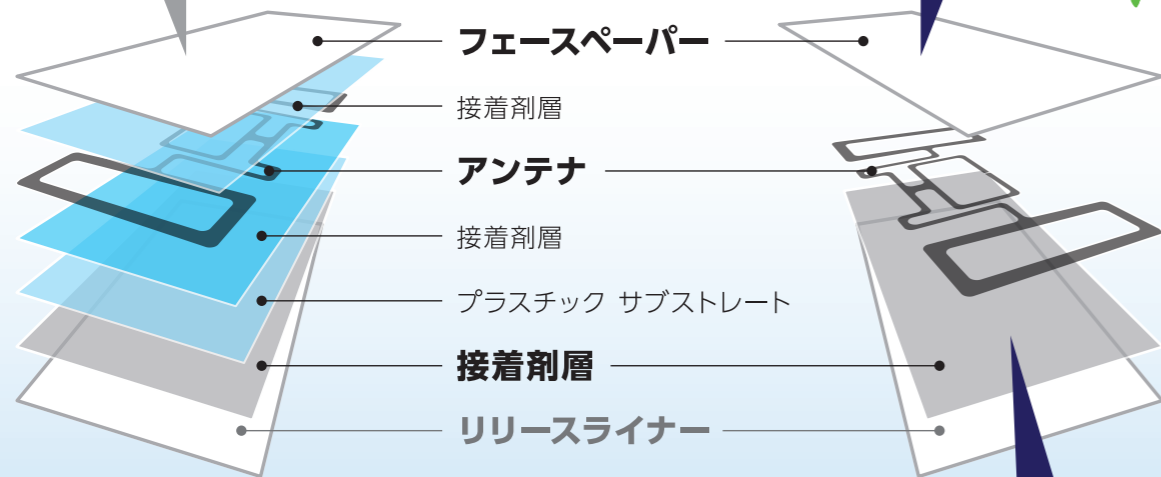 フェースペーパー
接着剤層
アンテナ
接着剤層
プラスチック サブストレート
接着剤層
リリースライナー